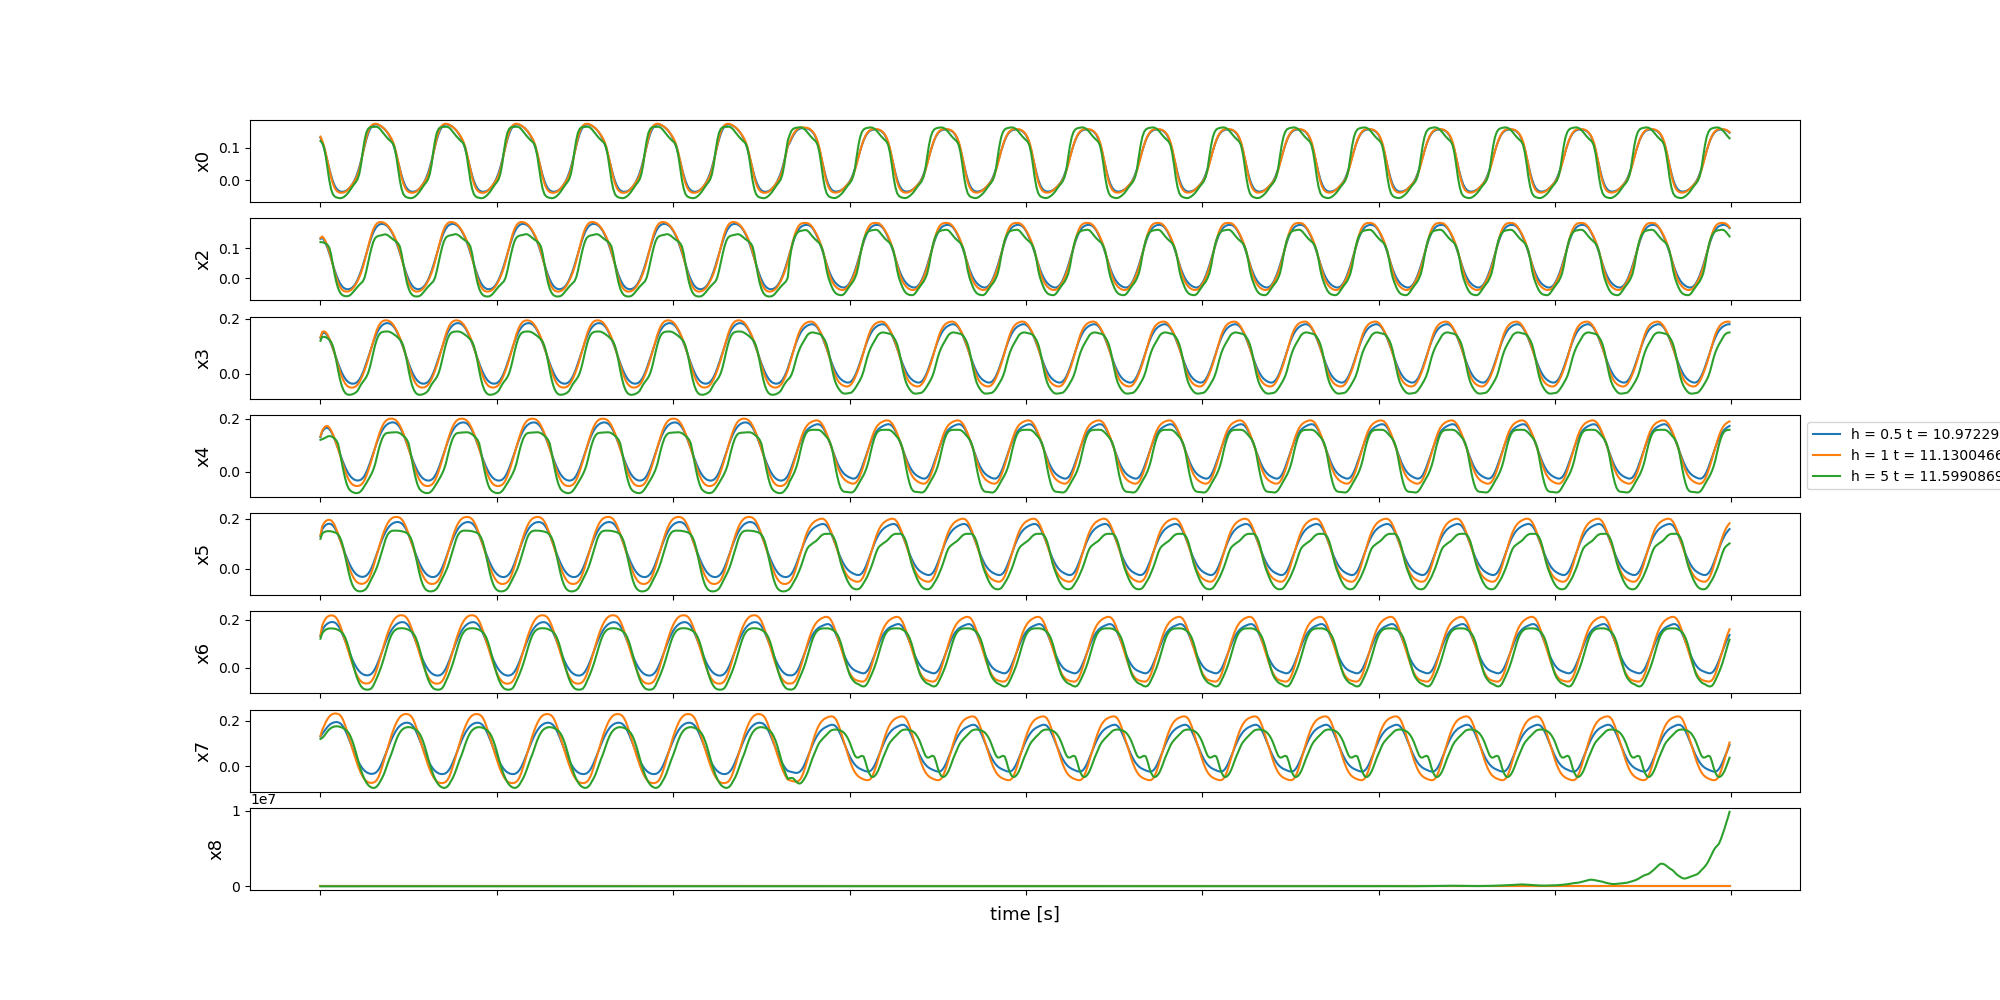 x0
0.1
0.0
x2
0.1
0.0
x3
0.2
0.0
x4
0.2
0.0
h = 0.5 t = 10.97229
h = 1 t = 11.1300466
h = 5 t = 11.5990869
x5
0.2
0.0
x6
0.2
0.0
x7
0.2
0.0
1e7
x8
1
0
time [s]